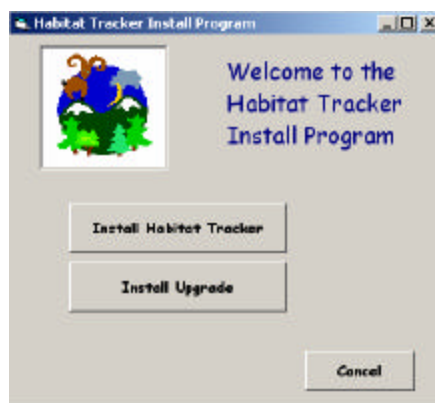 Habitat Tracker Install Program
Welcome to the
Habitat Tracker
Install Program
Install Habitat Tracker
Install Upgrade
Cancel